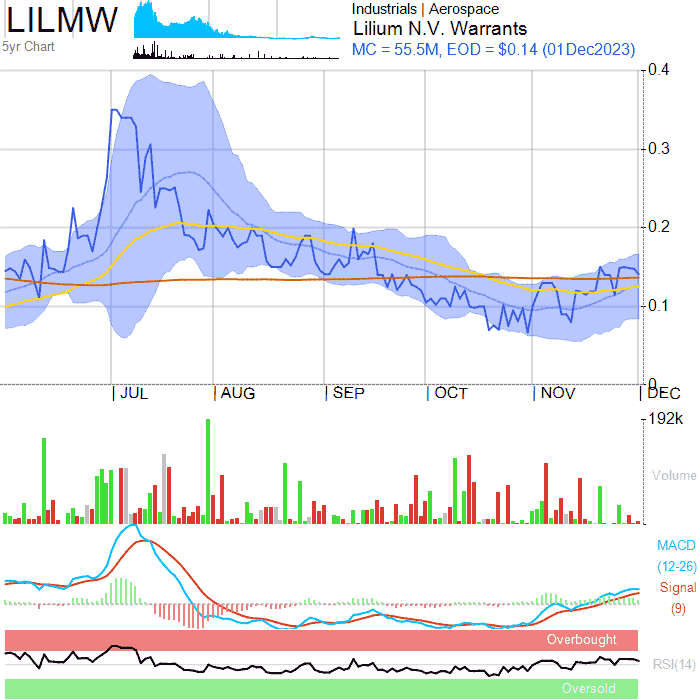 LILMW
5yr Chart
Industrials | Aerospace
Lilium N.V. Warrants
MC = 55.5M, EOD = $0.14 (01Dec2023)
0.4
0.3
0.2
0.1
0
JUL
AUG
SEP
OCT
NOV
DEC
192k
Volume
MACD
(12-26)
Signal
(9)
Overbought
RSI(14)
Oversold